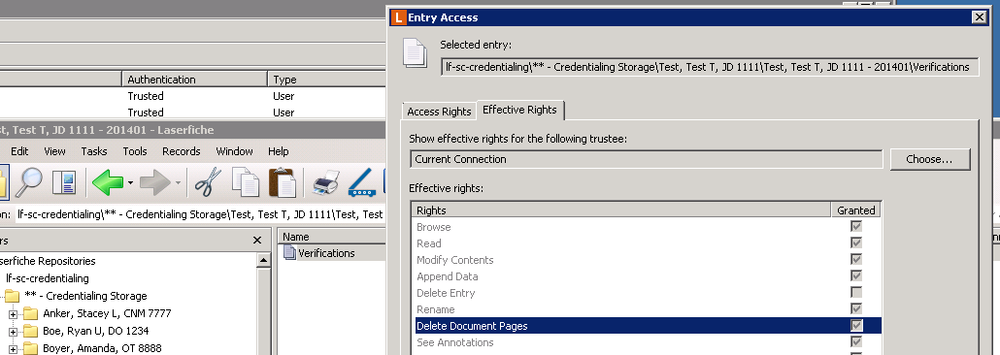 Entry Access
Selected entry:
lf-sc-credentialing\** - Credentialing Storage\Test, Test T, JD 1111\Test, Test T, JD 1111 - 201401\Verifications
Authentication Type
Trusted User
Trusted User
Access Rights Effective Rights
st, Test T, JD 1111 - 201401 - Laserfiche
Show effective rights for the following trustee:
Edit View Tasks Tools Records Window Help
Current Connection Choose...
Effective rights:
on: lf-sc-credentialing\** - Credentialing Storage\Test, Test T, JD 1111\Test, Test
Rights Granted
Browse
Read
Modify Contents
Append Data
Delete Entry
Rename
Delete Document Pages
See Annotations
rs
Name
serfiche Repositories
Verifications
lf-sc-credentialing
** - Credentialing Storage
Anker, Stacey L, CNM 7777
Boe, Ryan U, DO 1234
Boyer, Amanda, OT 8888